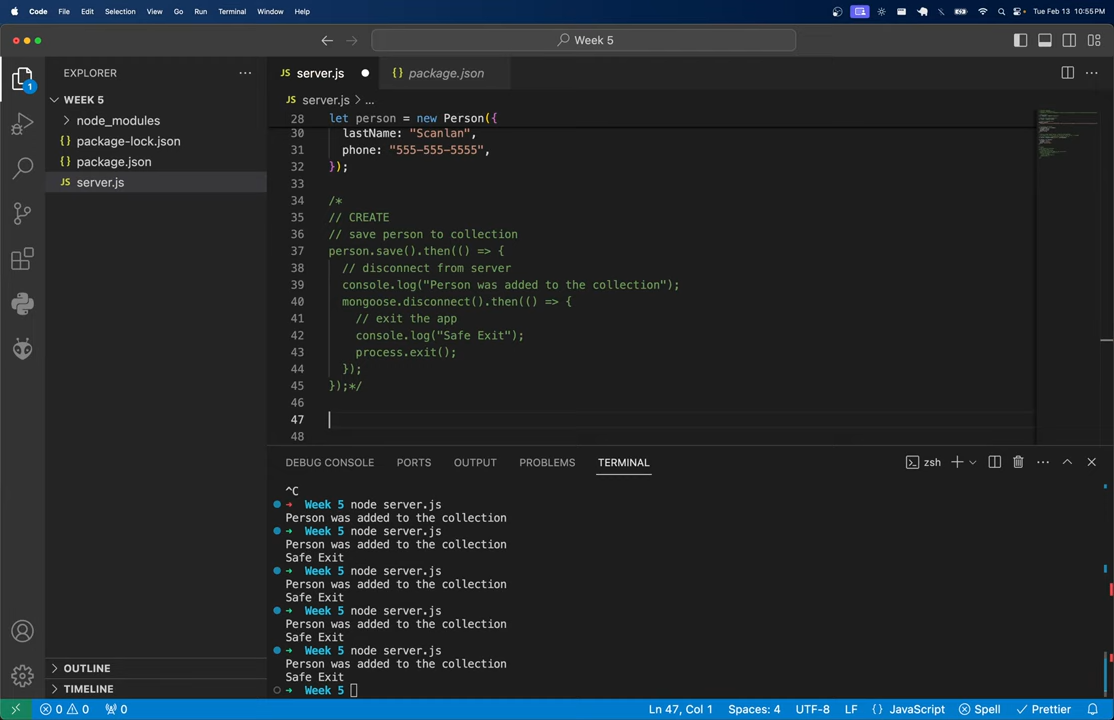 Code File Edit Selection View Go Run Terminal Window Help Tue Feb 13 10:55 PM
Week 5
EXPLORER
WEEK 5
node_modules
package-lock.json
package.json
JS server.js
1
JS server.js
{ } package.json
JS server.js > ...
28 let person = new Person({
30 lastName: "Scanlan",
31 phone: "555-555-5555",
32 });
33
34 /*
35 // CREATE
36 // save person to collection
37 person.save().then(() => {
38 // disconnect from server
39 console.log("Person was added to the collection");
40 mongoose.disconnect().then(() => {
41 // exit the app
42 console.log("Safe Exit");
43 process.exit();
44 });
45 });*/
46
47
48
DEBUG CONSOLE PORTS OUTPUT PROBLEMS TERMINAL zsh
^C
➜ Week 5 node server.js
Person was added to the collection
➜ Week 5 node server.js
Person was added to the collection
Safe Exit
➜ Week 5 node server.js
Person was added to the collection
Safe Exit
➜ Week 5 node server.js
Person was added to the collection
Safe Exit
➜ Week 5 node server.js
Person was added to the collection
Safe Exit
➜ Week 5
OUTLINE
TIMELINE
0 0 0 Ln 47, Col 1 Spaces: 4 UTF-8 LF { } JavaScript Spell Prettier